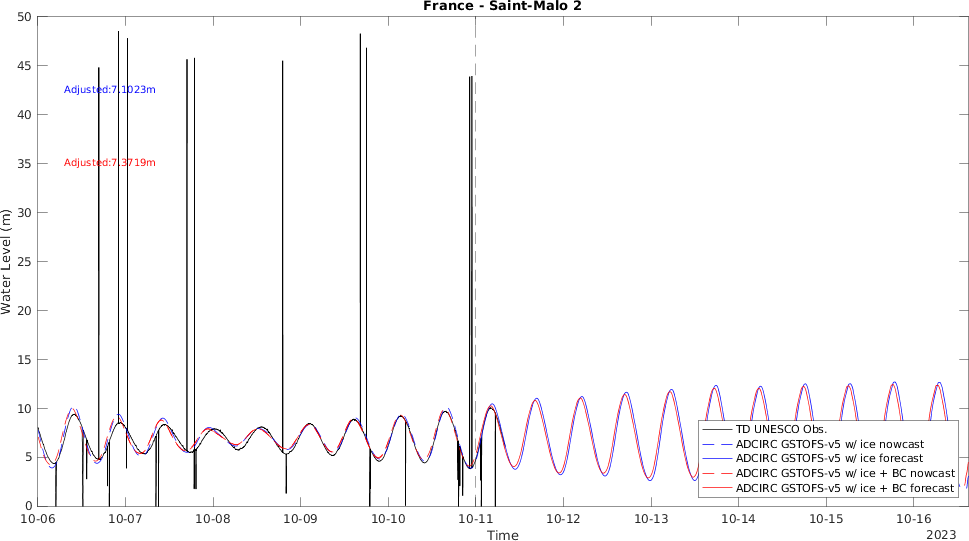 France - Saint-Malo 2
50
45
40
35
30
25
20
15
10
5
0
Water Level (m)
Adjusted:7.1023m
Adjusted:7.3719m
TD UNESCO Obs.
ADCIRC GSTOFS-v5 w/ ice nowcast
ADCIRC GSTOFS-v5 w/ ice forecast
ADCIRC GSTOFS-v5 w/ ice + BC nowcast
ADCIRC GSTOFS-v5 w/ ice + BC forecast
10-06 10-07 10-08 10-09 10-10 10-11 10-12 10-13 10-14 10-15 10-16
Time
2023